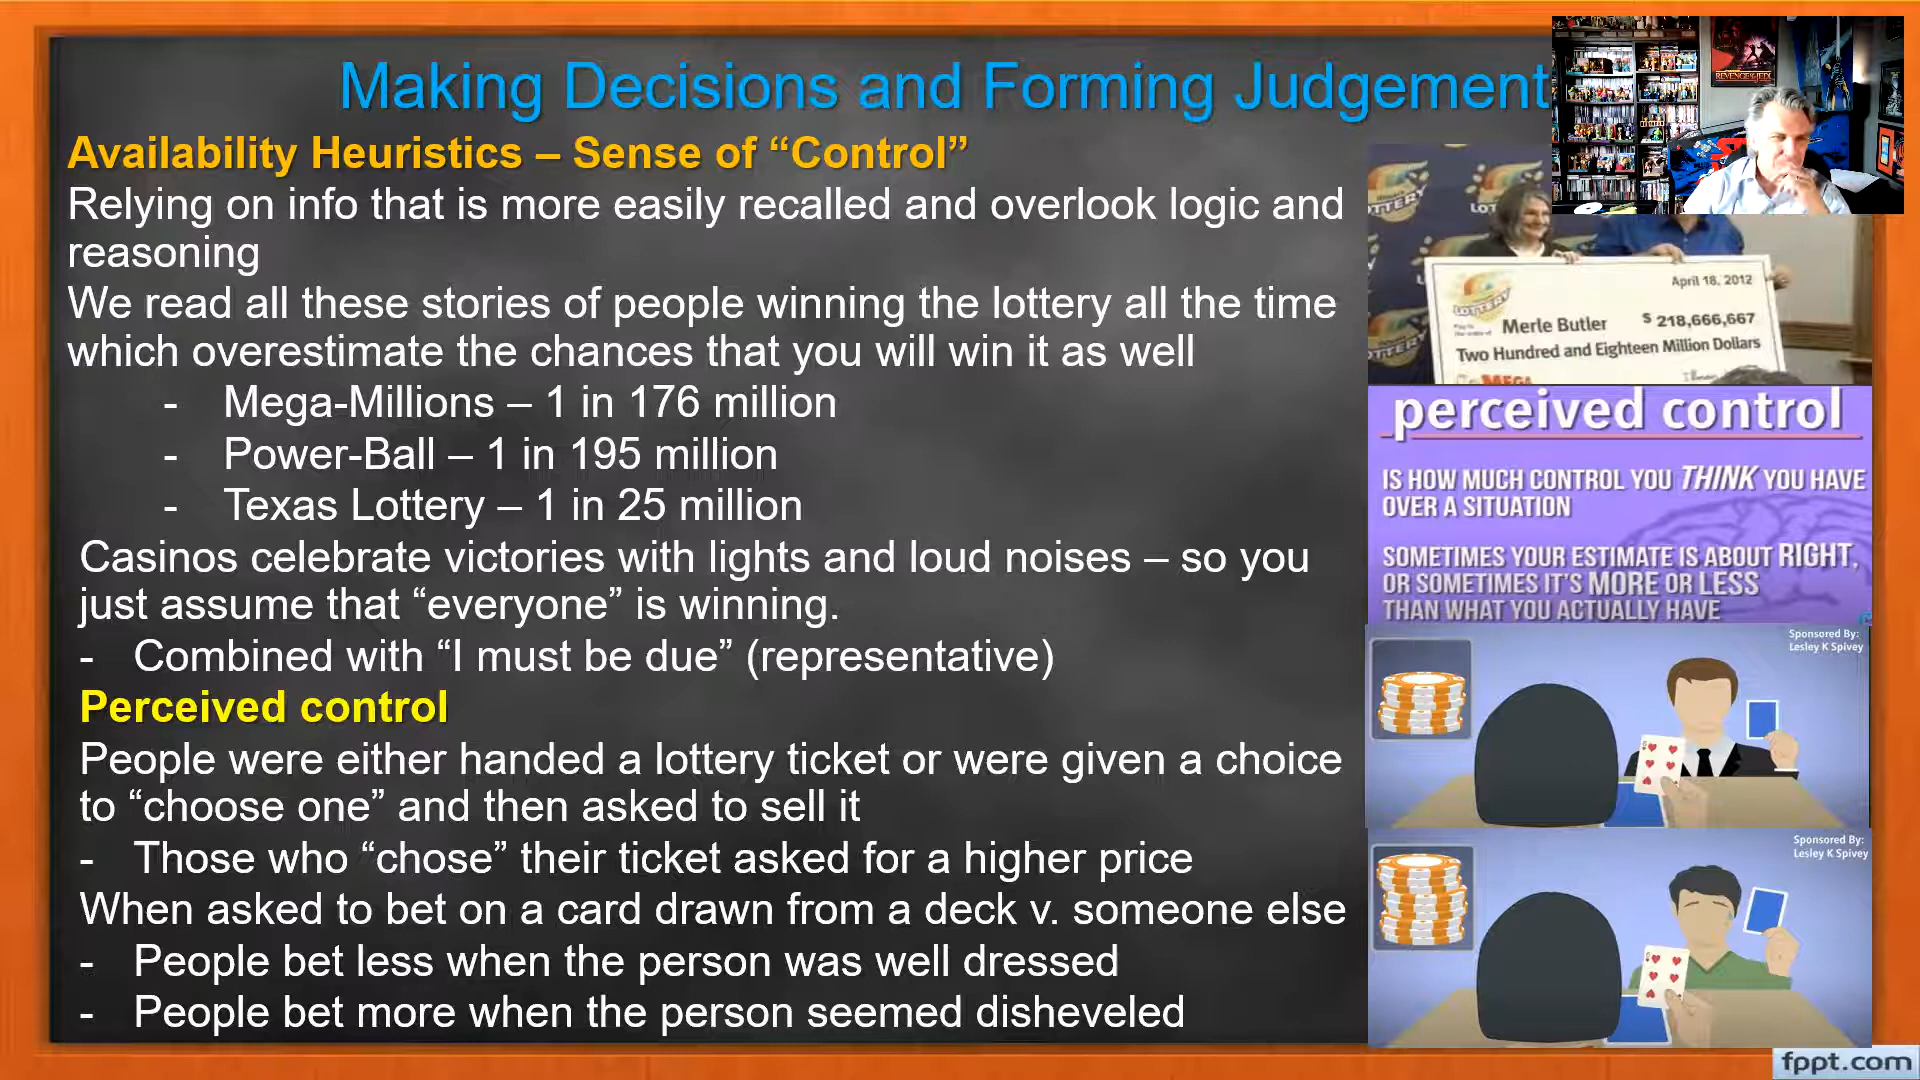 Making Decisions and Forming Judgement
Availability Heuristics – Sense of “Control”
Relying on info that is more easily recalled and overlook logic and
reasoning
We read all these stories of people winning the lottery all the time
which overestimate the chances that you will win it as well
- Mega-Millions – 1 in 176 million
- Power-Ball – 1 in 195 million
- Texas Lottery – 1 in 25 million
Casinos celebrate victories with lights and loud noises – so you
just assume that “everyone” is winning.
- Combined with “I must be due” (representative)
Perceived control
People were either handed a lottery ticket or were given a choice
to “choose one” and then asked to sell it
- Those who “chose” their ticket asked for a higher price
When asked to bet on a card drawn from a deck v. someone else
- People bet less when the person was well dressed
- People bet more when the person seemed disheveled
REVENGE OF THE JEDI
LOTTERY
April 18, 2012
Merle Butler $ 218,666,667
Two Hundred and Eighteen Million Dollars
MEGA
perceived control
IS HOW MUCH CONTROL YOU THINK YOU HAVE
OVER A SITUATION
SOMETIMES YOUR ESTIMATE IS ABOUT RIGHT,
OR SOMETIMES IT'S MORE OR LESS
THAN WHAT YOU ACTUALLY HAVE
Sponsored By:
Lesley K Spivey
Sponsored By:
Lesley K Spivey
fppt.com